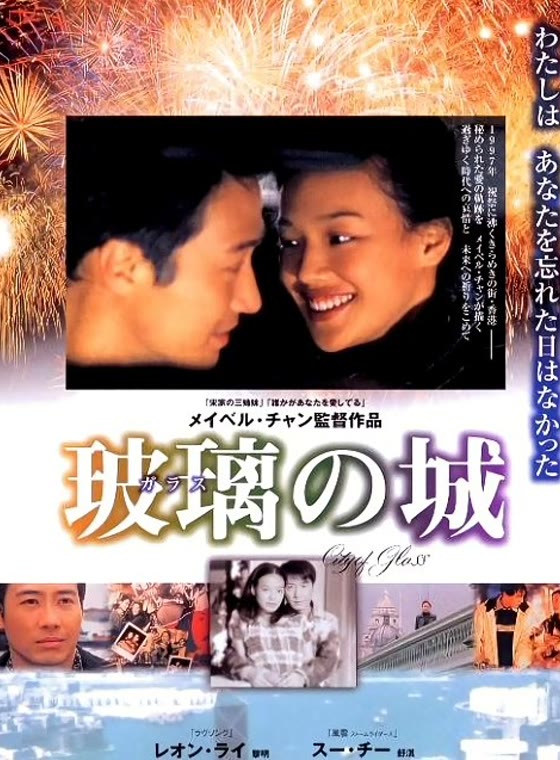 わたしは あなたを忘れた日はなかった
1997年 祝祭に沸くきらめきの街・香港――
秘められた愛の軌跡を メイベル・チャンが描く
過ぎゆく時代への哀惜と 未来への祈りをこめて
「宋家の三姉妹」「誰かがあなたを愛してる」
メイベル・チャン監督作品
玻璃の城
ガラス
City of Glass
「ラヴソング」 「風雲 ストームライダース」
レオン・ライ 黎明 スー・チー 舒淇